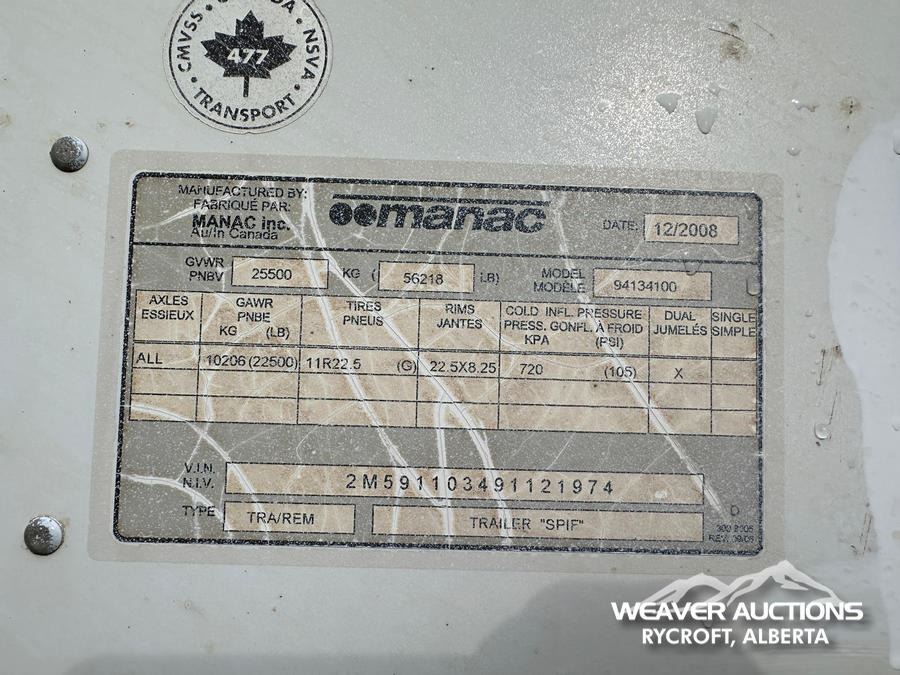 CMVSS • CANADA • NSVA
477
• TRANSPORT •
MANUFACTURED BY:
FABRIQUÉ PAR:
MANAC inc.
Au/In Canada
manac
DATE: 12/2008
GVWR
PNBV
25500 KG ( 56218 LB)
MODEL
MODÈLE
94134100
AXLES
ESSIEUX
GAWR
PNBE
KG (LB)
TIRES
PNEUS
RIMS
JANTES
COLD INFL. PRESSURE
PRESS. GONFL. À FROID
KPA (PSI)
DUAL
JUMELÉS
SINGLE
SIMPLE
ALL 10206 (22500) 11R22.5 (G) 22.5X8.25 720 (105) X
V.I.N.
N.I.V.
2M591103491121974
TYPE TRA/REM TRAILER "SPIF"
D
WEAVER AUCTIONS
RYCROFT, ALBERTA